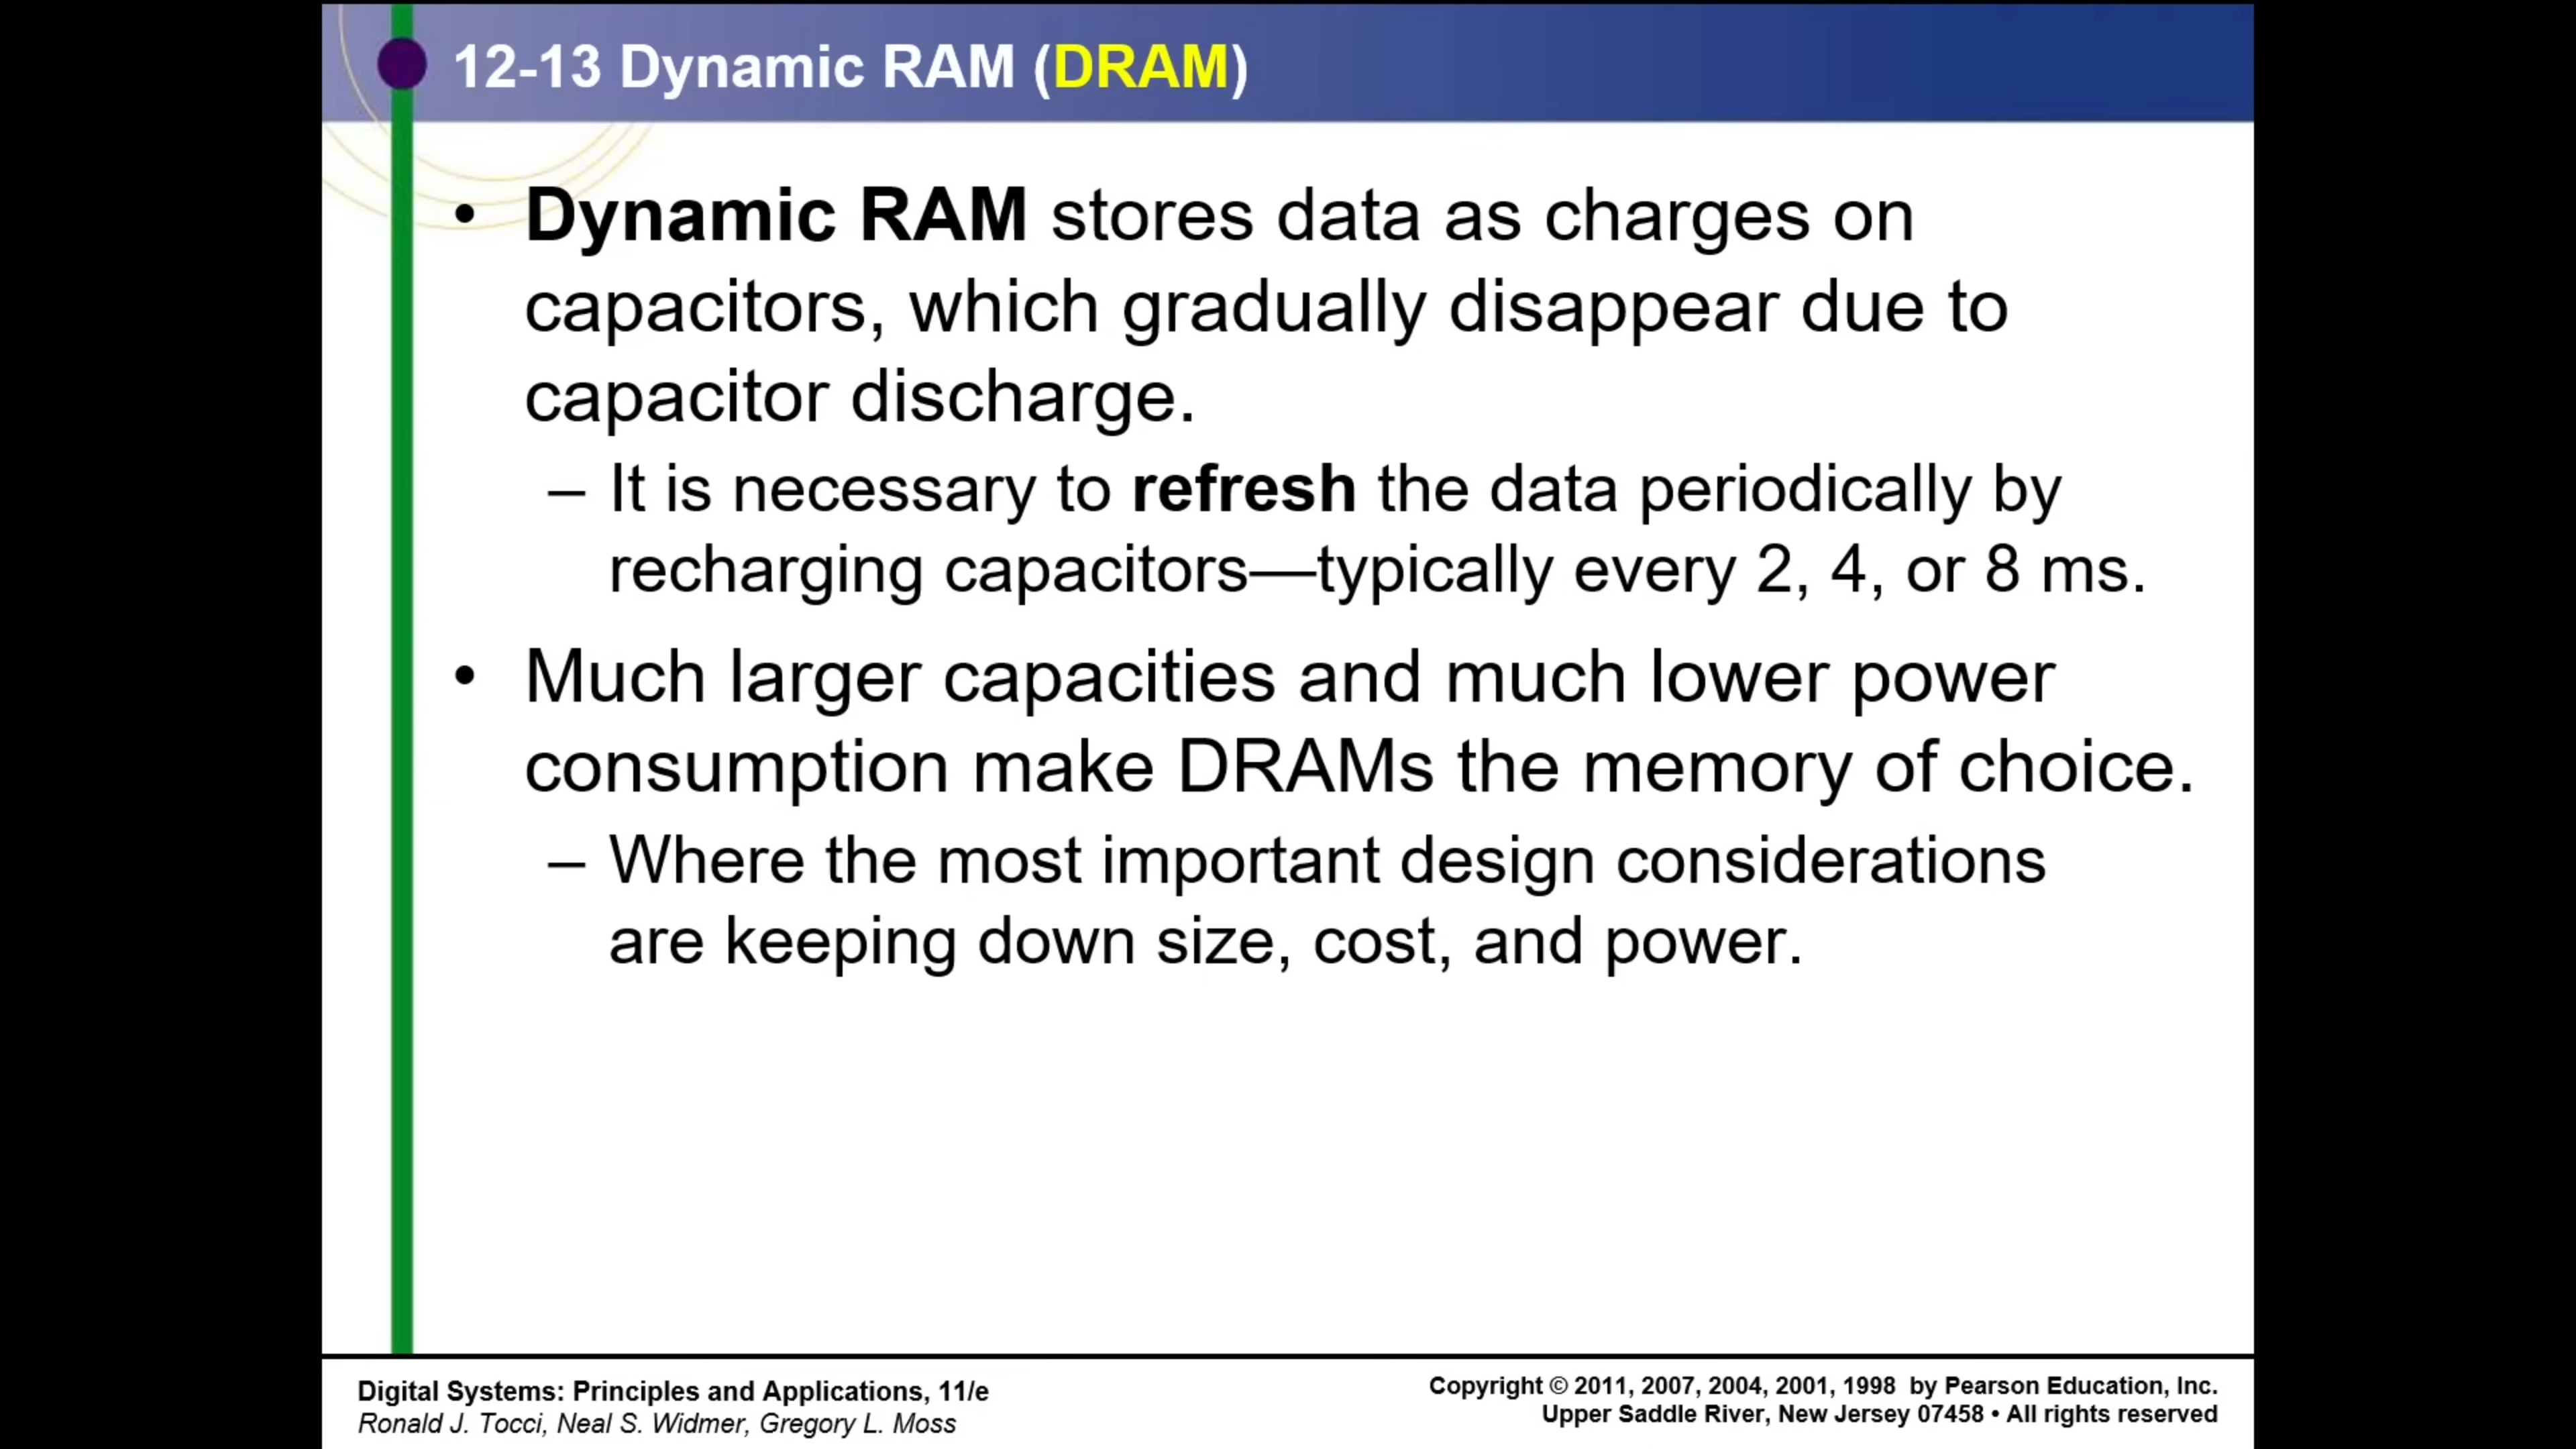 12-13 Dynamic RAM (DRAM)
• Dynamic RAM stores data as charges on
capacitors, which gradually disappear due to
capacitor discharge.
– It is necessary to refresh the data periodically by
recharging capacitors—typically every 2, 4, or 8 ms.
• Much larger capacities and much lower power
consumption make DRAMs the memory of choice.
– Where the most important design considerations
are keeping down size, cost, and power.
Digital Systems: Principles and Applications, 11/e
Ronald J. Tocci, Neal S. Widmer, Gregory L. Moss
Copyright © 2011, 2007, 2004, 2001, 1998 by Pearson Education, Inc.
Upper Saddle River, New Jersey 07458 • All rights reserved